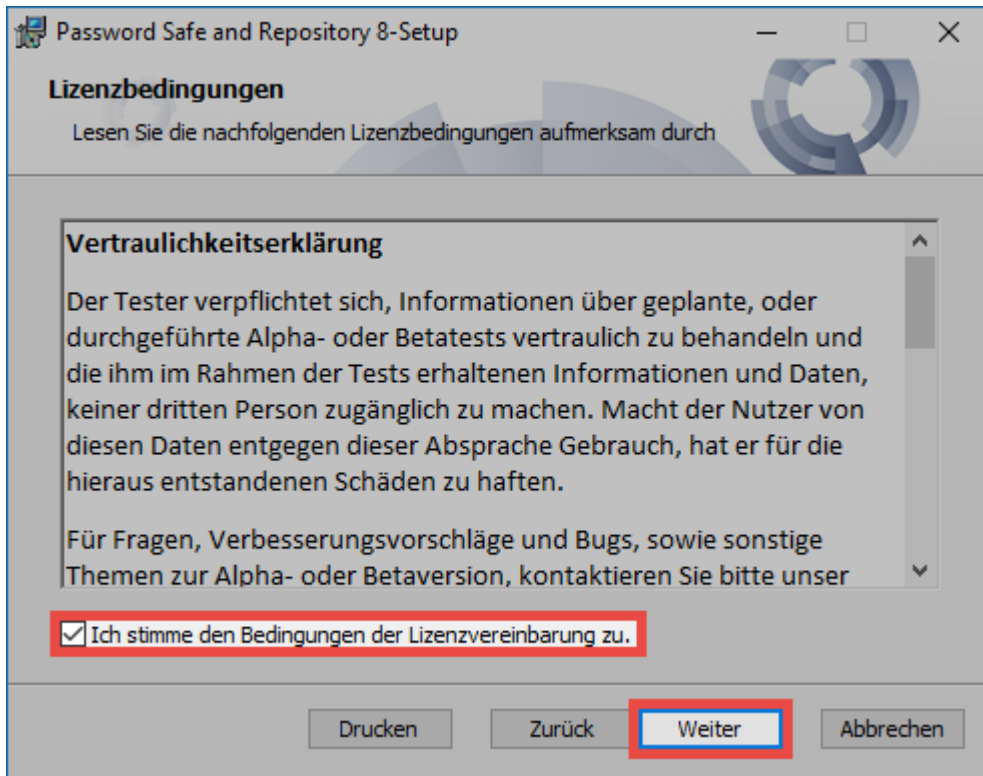 Password Safe and Repository 8-Setup
Lizenzbedingungen
Lesen Sie die nachfolgenden Lizenzbedingungen aufmerksam durch
Vertraulichkeitserklärung
Der Tester verpflichtet sich, Informationen über geplante, oder
durchgeführte Alpha- oder Betatests vertraulich zu behandeln und
die ihm im Rahmen der Tests erhaltenen Informationen und Daten,
keiner dritten Person zugänglich zu machen. Macht der Nutzer von
diesen Daten entgegen dieser Absprache Gebrauch, hat er für die
hieraus entstandenen Schäden zu haften.
Für Fragen, Verbesserungsvorschläge und Bugs, sowie sonstige
Themen zur Alpha- oder Betaversion, kontaktieren Sie bitte unser
Ich stimme den Bedingungen der Lizenzvereinbarung zu.
Drucken Zurück Weiter Abbrechen